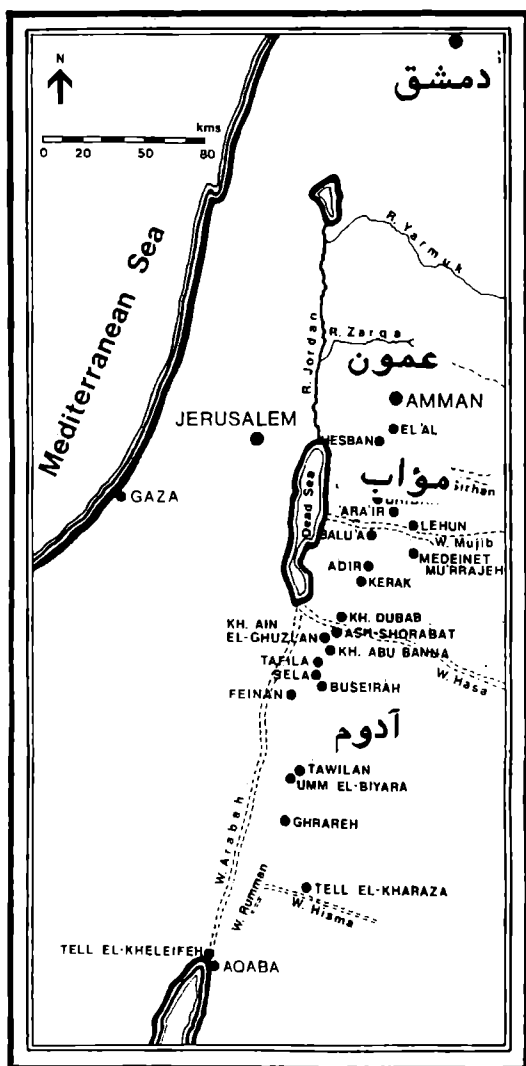 دمشق
N
kms
0 20 50 80
Mediterranean Sea
R. Yarmuk
R. Jordan
R. Zarqa
عمون
AMMAN
JERUSALEM
EL'AL
HESBAN
مؤاب
GAZA
Dead Sea
ARA'IR
LEHUN
BALU'A
W. Mujib
MEDEINET
MU'RRAJEH
ADIR
KERAK
KH. DUBAB
KH. AIN
EL-GHUZLAN
ASH-SHORABAT
KH. ABU BANNA
TAFILA
SELA
W. Hasa
BUSEIRAH
FEINAN
آدوم
TAWILAN
UMM EL-BIYARA
W. Arabah
GHRAREH
W. Rumman
TELL EL-KHARAZA
W. Hisma
TELL EL-KHELEIFEH
AQABA